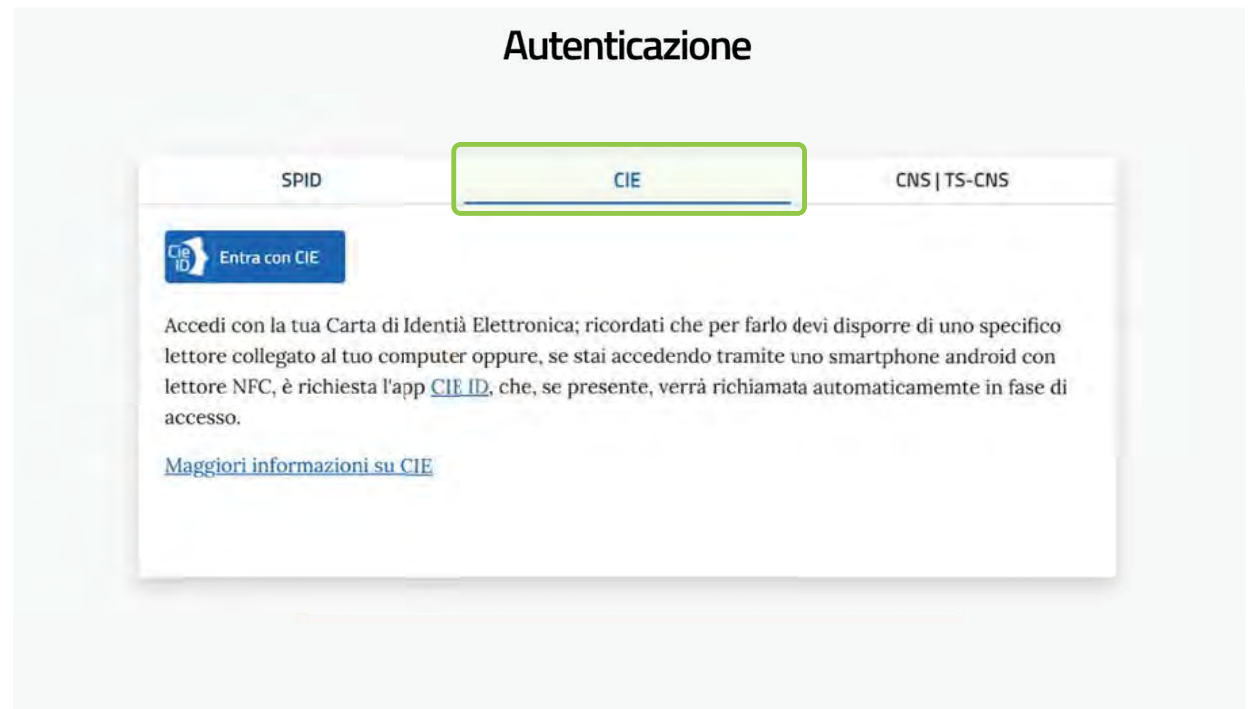 Autenticazione
SPID
CIE
CNS | TS-CNS
Cie
ID
Entra con CIE
Accedi con la tua Carta di Identià Elettronica; ricordati che per farlo devi disporre di uno specifico
lettore collegato al tuo computer oppure, se stai accedendo tramite uno smartphone android con
lettore NFC, è richiesta l'app CIE ID, che, se presente, verrà richiamata automaticamemte in fase di
accesso.
Maggiori informazioni su CIE